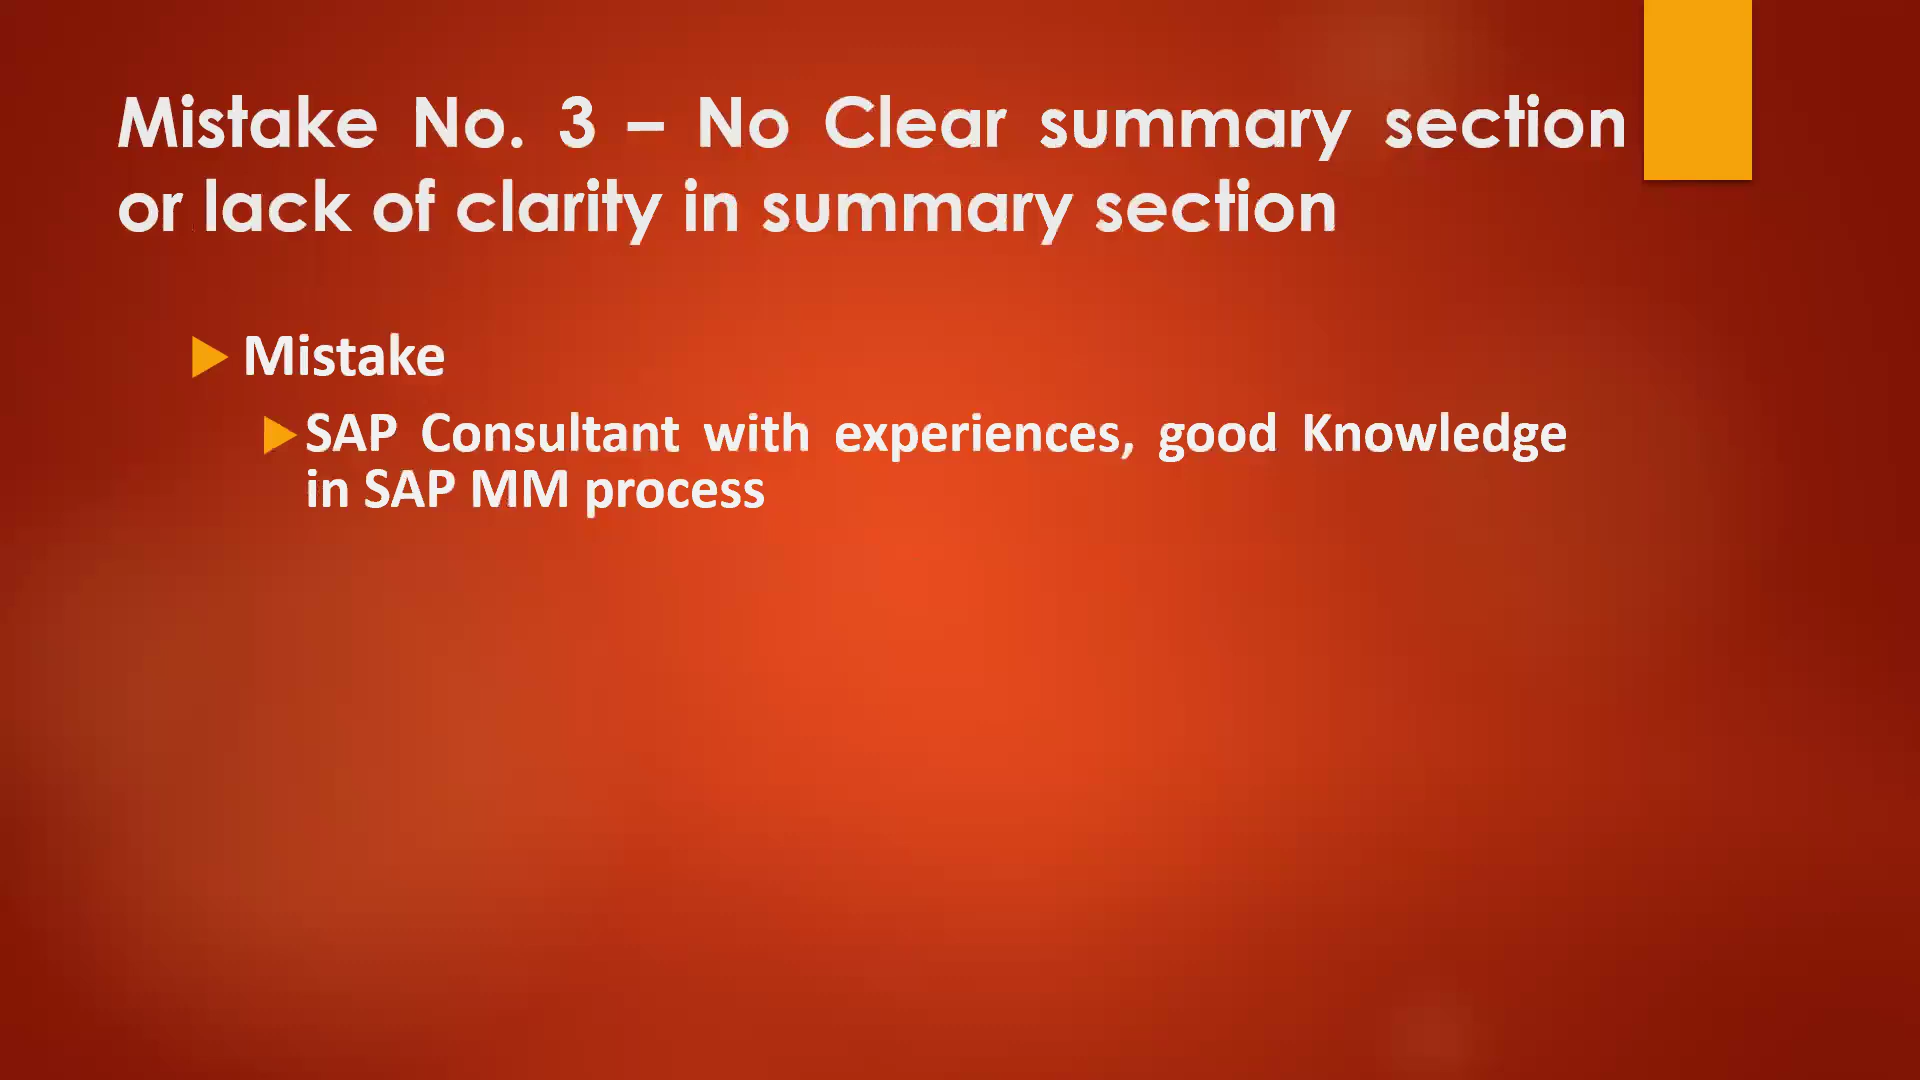 Mistake No. 3 – No Clear summary section
or lack of clarity in summary section
Mistake
SAP Consultant with experiences, good Knowledge
in SAP MM process